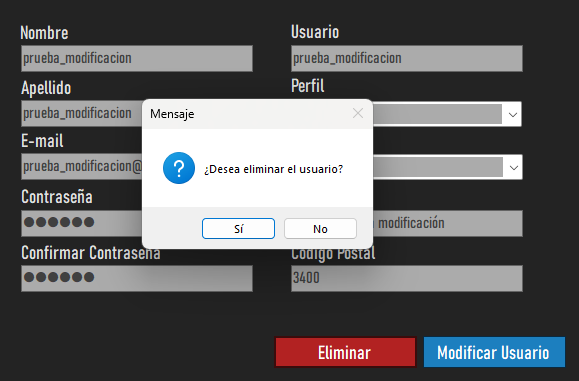 Nombre
Usuario
prueba_modificacion
prueba_modificacion
Apellido
Perfil
prueba_modificacion
Mensaje
E-mail
prueba_modificacion@
¿Desea eliminar el usuario?
Contraseña
modificación
Sí
No
Confirmar Contraseña
Código Postal
3400
Eliminar
Modificar Usuario